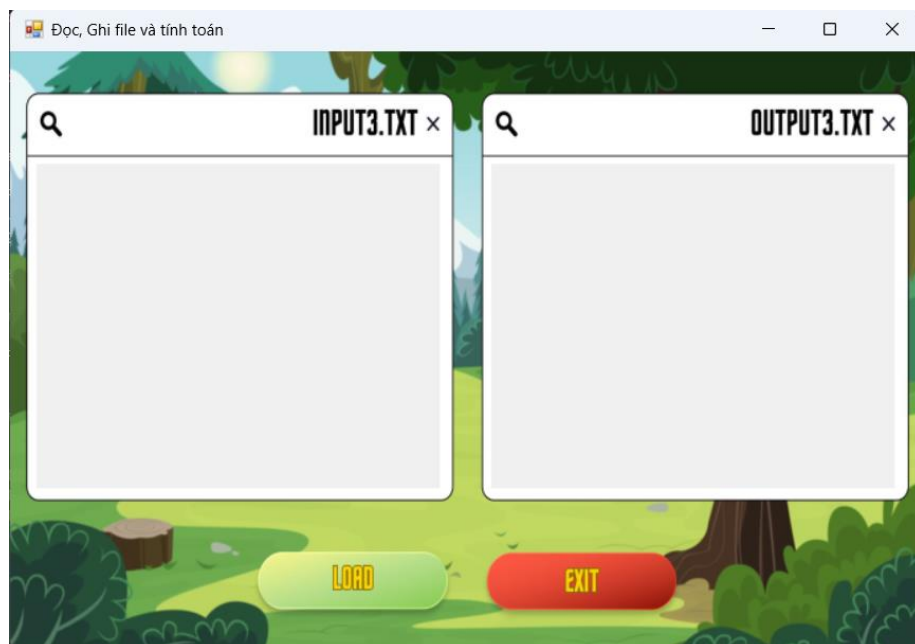 Đọc, Ghi file và tính toán
INPUT3.TXT ×
OUTPUT3.TXT ×
LOAD
EXIT